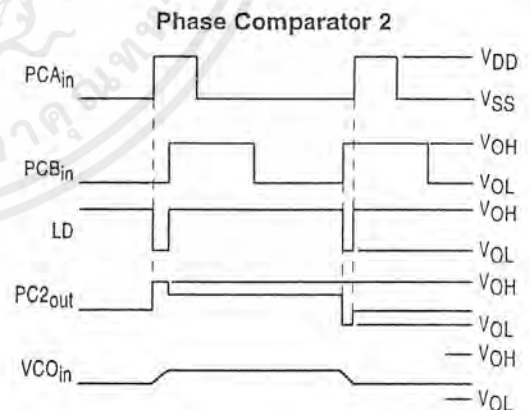 Phase Comparator 2
PCAin
VDD
VSS
PCBin
VOH
VOL
LD
VOH
VOL
PC2out
VOH
VOL
VCOin
VOH
VOL